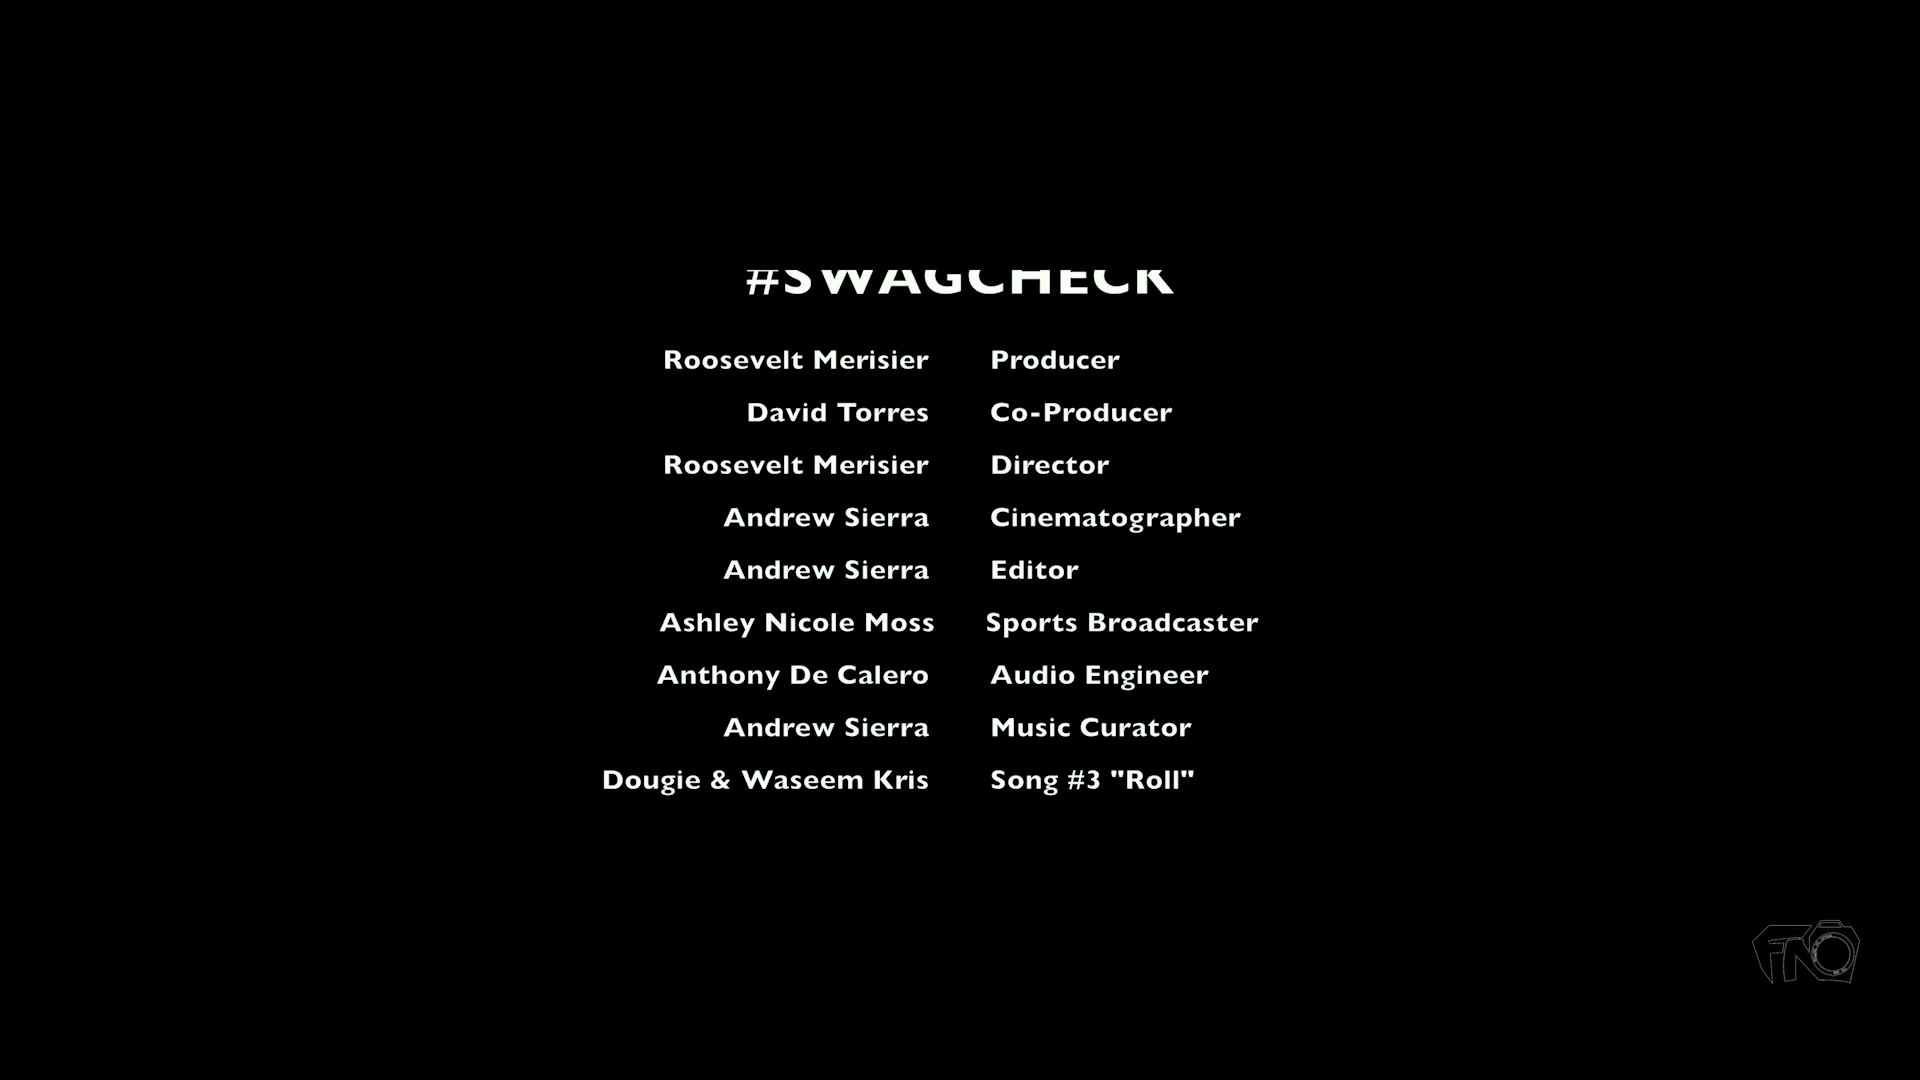 #SWAGCHECK
Roosevelt Merisier Producer
David Torres Co-Producer
Roosevelt Merisier Director
Andrew Sierra Cinematographer
Andrew Sierra Editor
Ashley Nicole Moss Sports Broadcaster
Anthony De Calero Audio Engineer
Andrew Sierra Music Curator
Dougie & Waseem Kris Song #3 "Roll"